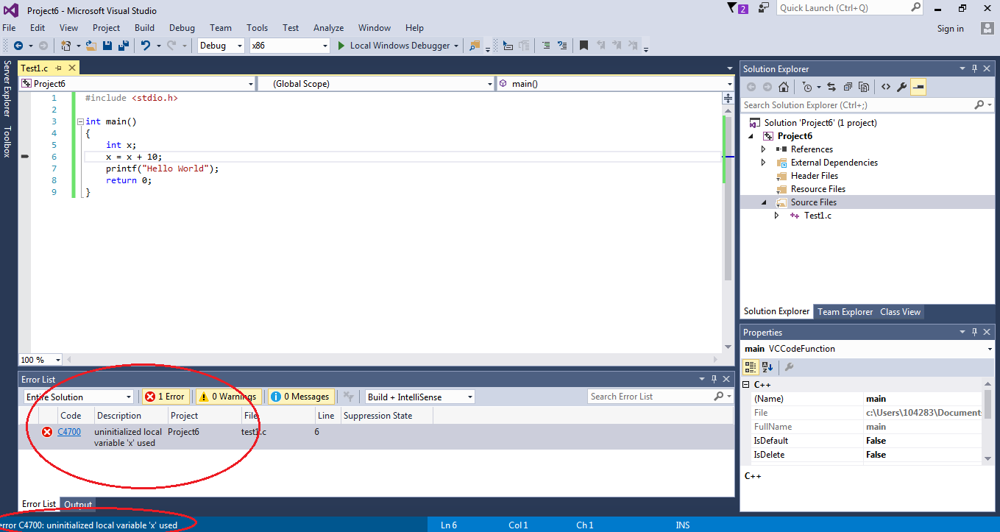 Project6 - Microsoft Visual Studio
2
Quick Launch (Ctrl+Q)
File Edit View Project Build Debug Team Tools Test Analyze Window Help
Sign in
Debug x86 Local Windows Debugger
Server Explorer
Toolbox
Test1.c
Project6 (Global Scope) main()
1 #include <stdio.h>
2
3 int main()
4 {
5 int x;
6 x = x + 10;
7 printf("Hello World");
8 return 0;
9 }
100 %
Error List
Entire Solution 1 Error 0 Warnings 0 Messages Build + IntelliSense Search Error List
Code Description Project File Line Suppression State
C4700 uninitialized local Project6 test1.c 6
variable 'x' used
Error List Output
error C4700: uninitialized local variable 'x' used Ln 6 Col 1 Ch 1 INS
Solution Explorer
Search Solution Explorer (Ctrl+;)
Solution 'Project6' (1 project)
Project6
References
External Dependencies
Header Files
Resource Files
Source Files
Test1.c
Solution Explorer Team Explorer Class View
Properties
main VCCodeFunction
C++
(Name) main
File c:\Users\104283\Documents
FullName main
IsDefault False
IsDelete False
C++